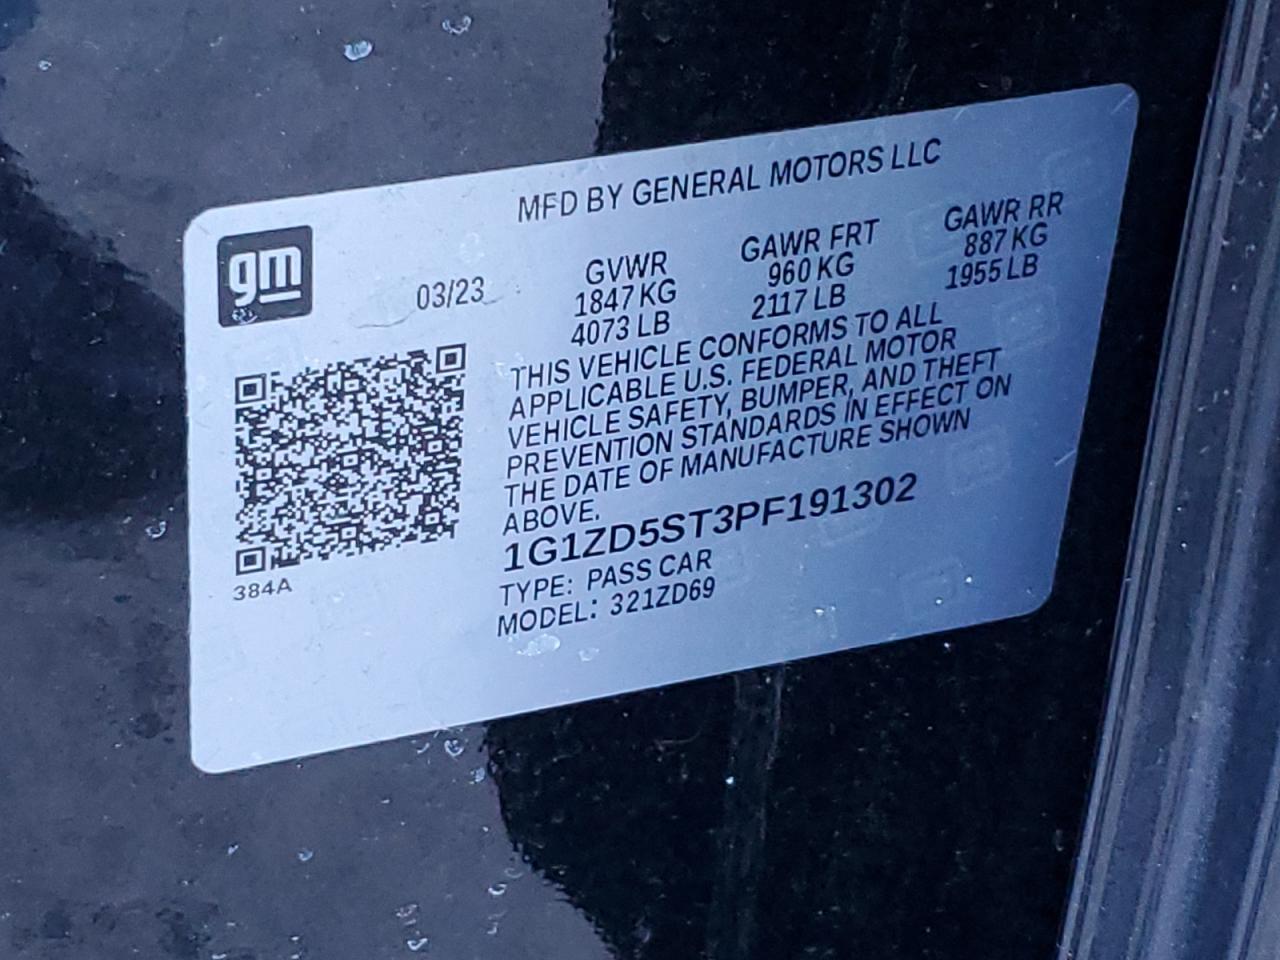 MFD BY GENERAL MOTORS LLC
gm
03/23
GVWR GAWR FRT GAWR RR
1847 KG 960 KG 887 KG
4073 LB 2117 LB 1955 LB
THIS VEHICLE CONFORMS TO ALL
APPLICABLE U.S. FEDERAL MOTOR
VEHICLE SAFETY, BUMPER, AND THEFT
PREVENTION STANDARDS IN EFFECT ON
THE DATE OF MANUFACTURE SHOWN
ABOVE.
1G1ZD5ST3PF191302
TYPE: PASS CAR
MODEL: 321ZD69
384A